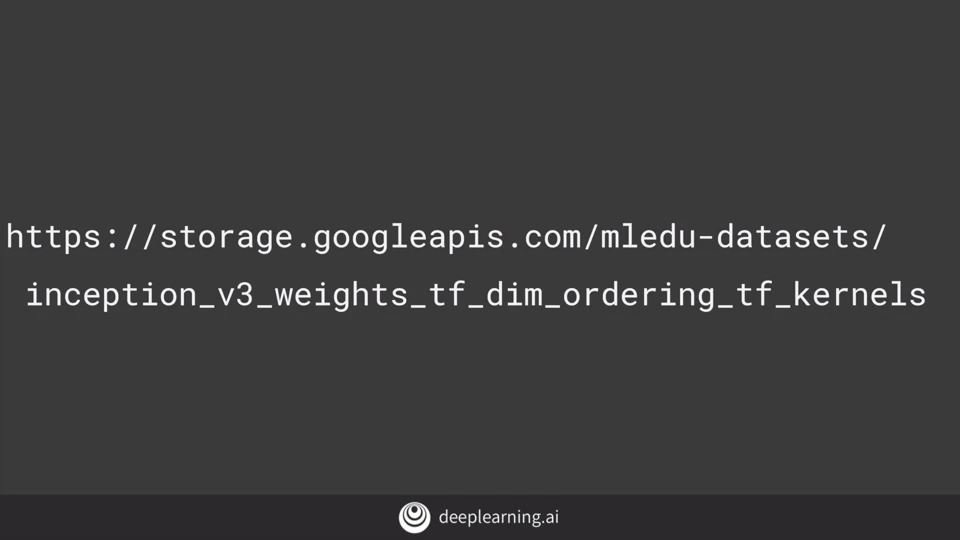 https://storage.googleapis.com/mledu-datasets/
inception_v3_weights_tf_dim_ordering_tf_kernels
deeplearning.ai